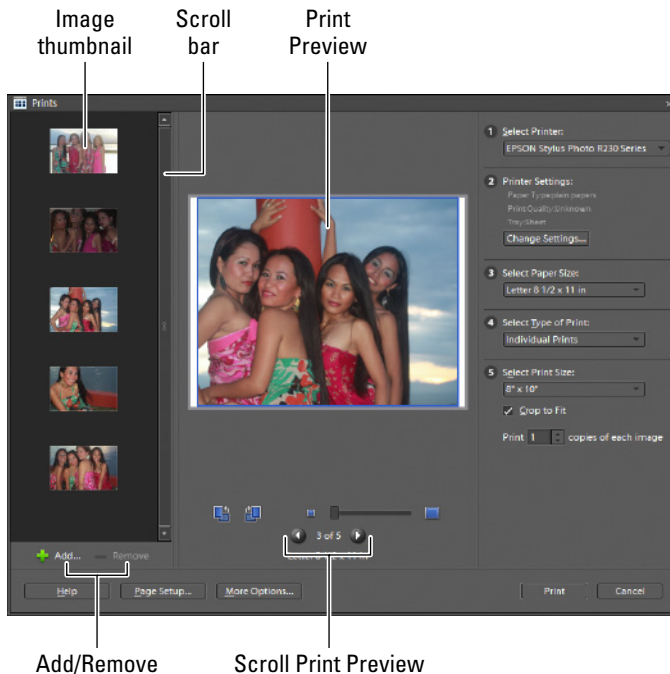 Image
thumbnail
Scroll
bar
Print
Preview
Prints
1 Select Printer:
EPSON Stylus Photo R230 Series
2 Printer Settings:
Paper Type:plain papers
Print Quality:Unknown
Tray:Sheet
Change Settings...
3 Select Paper Size:
Letter 8 1/2 x 11 in
4 Select Type of Print:
Individual Prints
5 Select Print Size:
8" x 10"
Crop to Fit
Print 1 copies of each image
3 of 5
Add... Remove
Help Page Setup... More Options... Print Cancel
Add/Remove
Scroll Print Preview